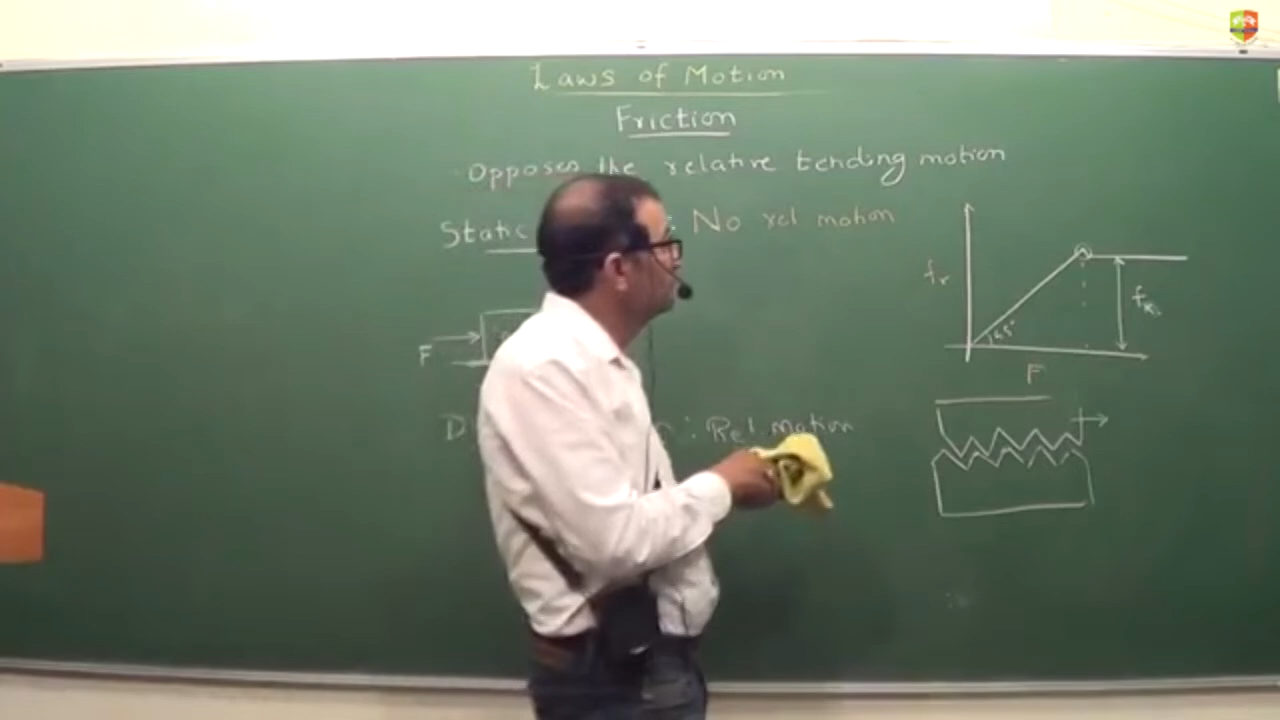 Laws of Motion
Friction
Opposes the relative tending motion
Static : No rel motion
fr
45°
F
F
: Rel motion